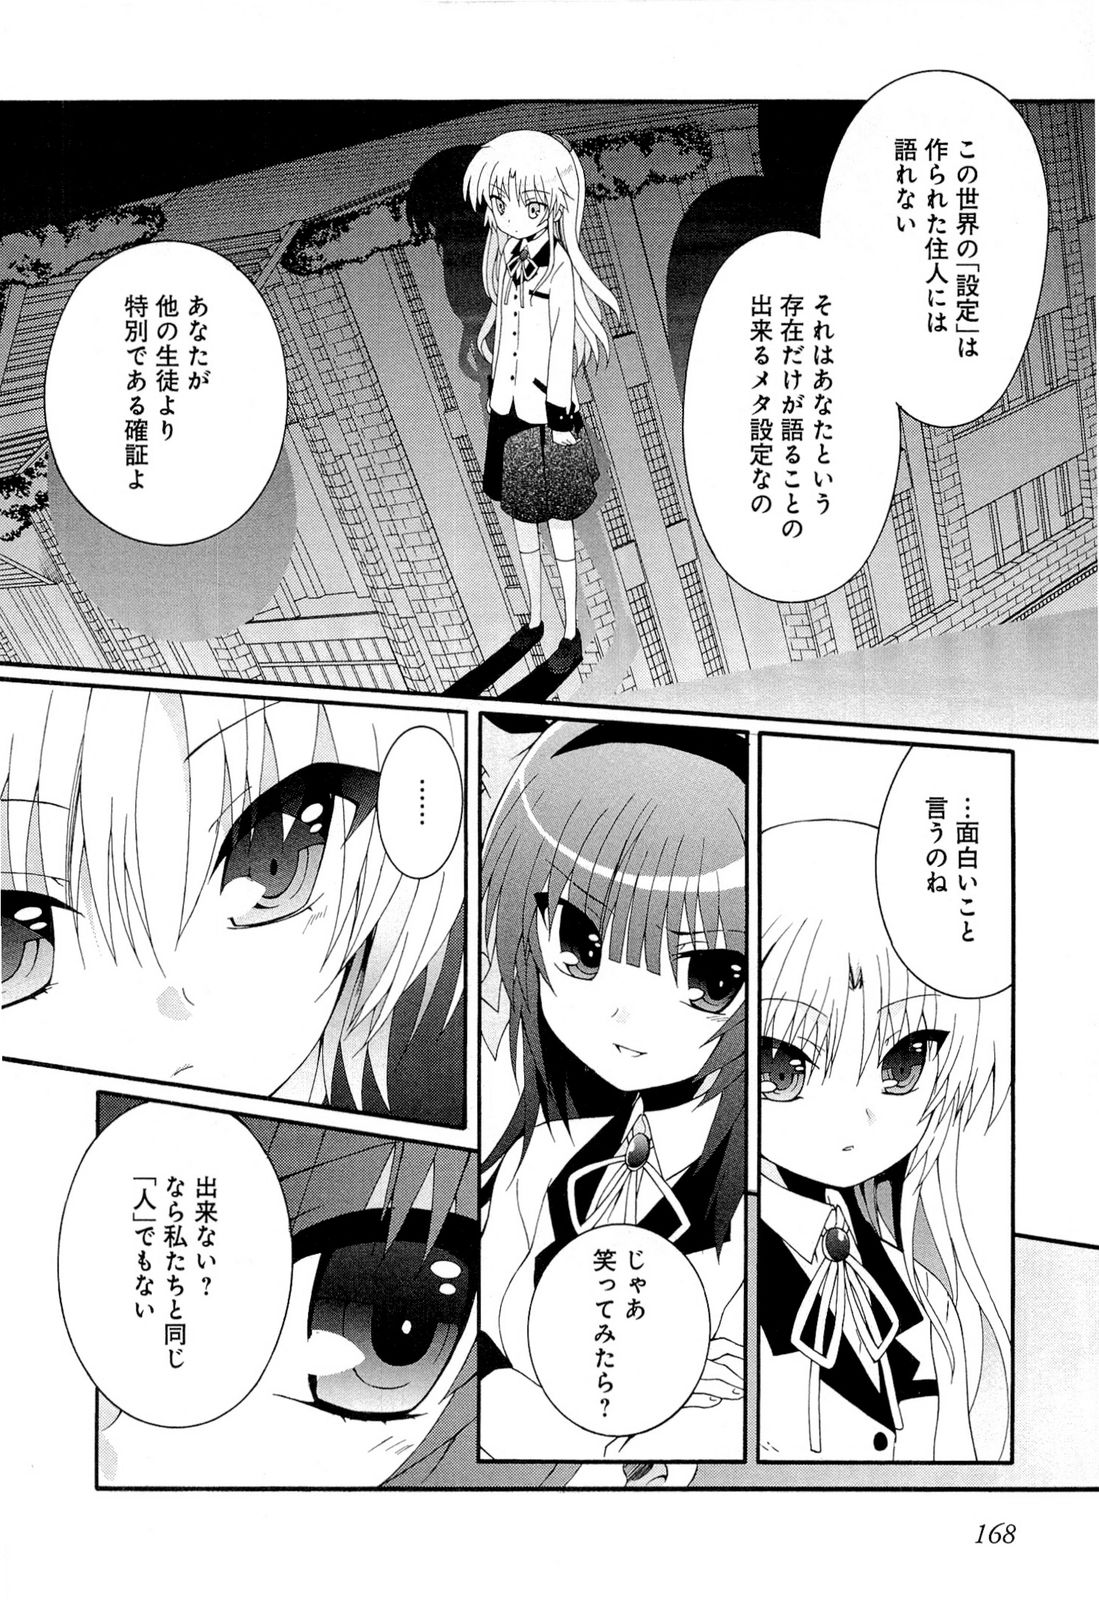 この世界の「設定」は
作られた住人には
語れない
それはあなたという
存在だけが語ることの
出来るメタ設定なの
あなたが
他の生徒より
特別である確証よ
…面白いこと
言うのね
じゃあ
笑ってみたら?
……
出来ない?
なら私たちと同じ
「人」でもない
168